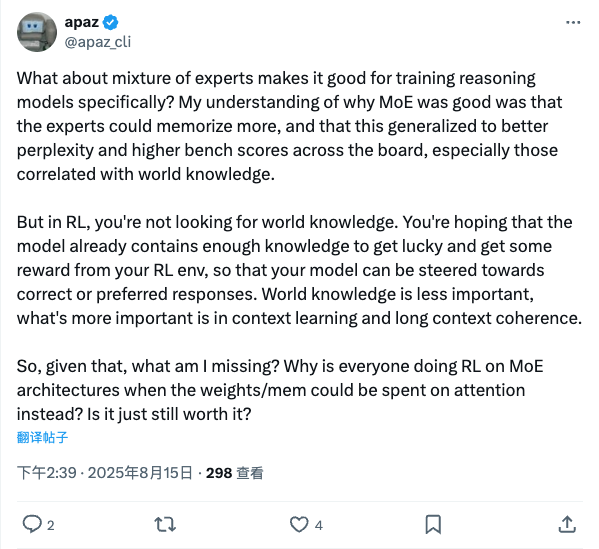 apaz
@apaz_cli
What about mixture of experts makes it good for training reasoning
models specifically? My understanding of why MoE was good was that
the experts could memorize more, and that this generalized to better
perplexity and higher bench scores across the board, especially those
correlated with world knowledge.
But in RL, you're not looking for world knowledge. You're hoping that the
model already contains enough knowledge to get lucky and get some
reward from your RL env, so that your model can be steered towards
correct or preferred responses. World knowledge is less important,
what's more important is in context learning and long context coherence.
So, given that, what am I missing? Why is everyone doing RL on MoE
architectures when the weights/mem could be spent on attention
instead? Is it just still worth it?
翻译帖子
下午2:39 · 2025年8月15日 · 298 查看
2
4